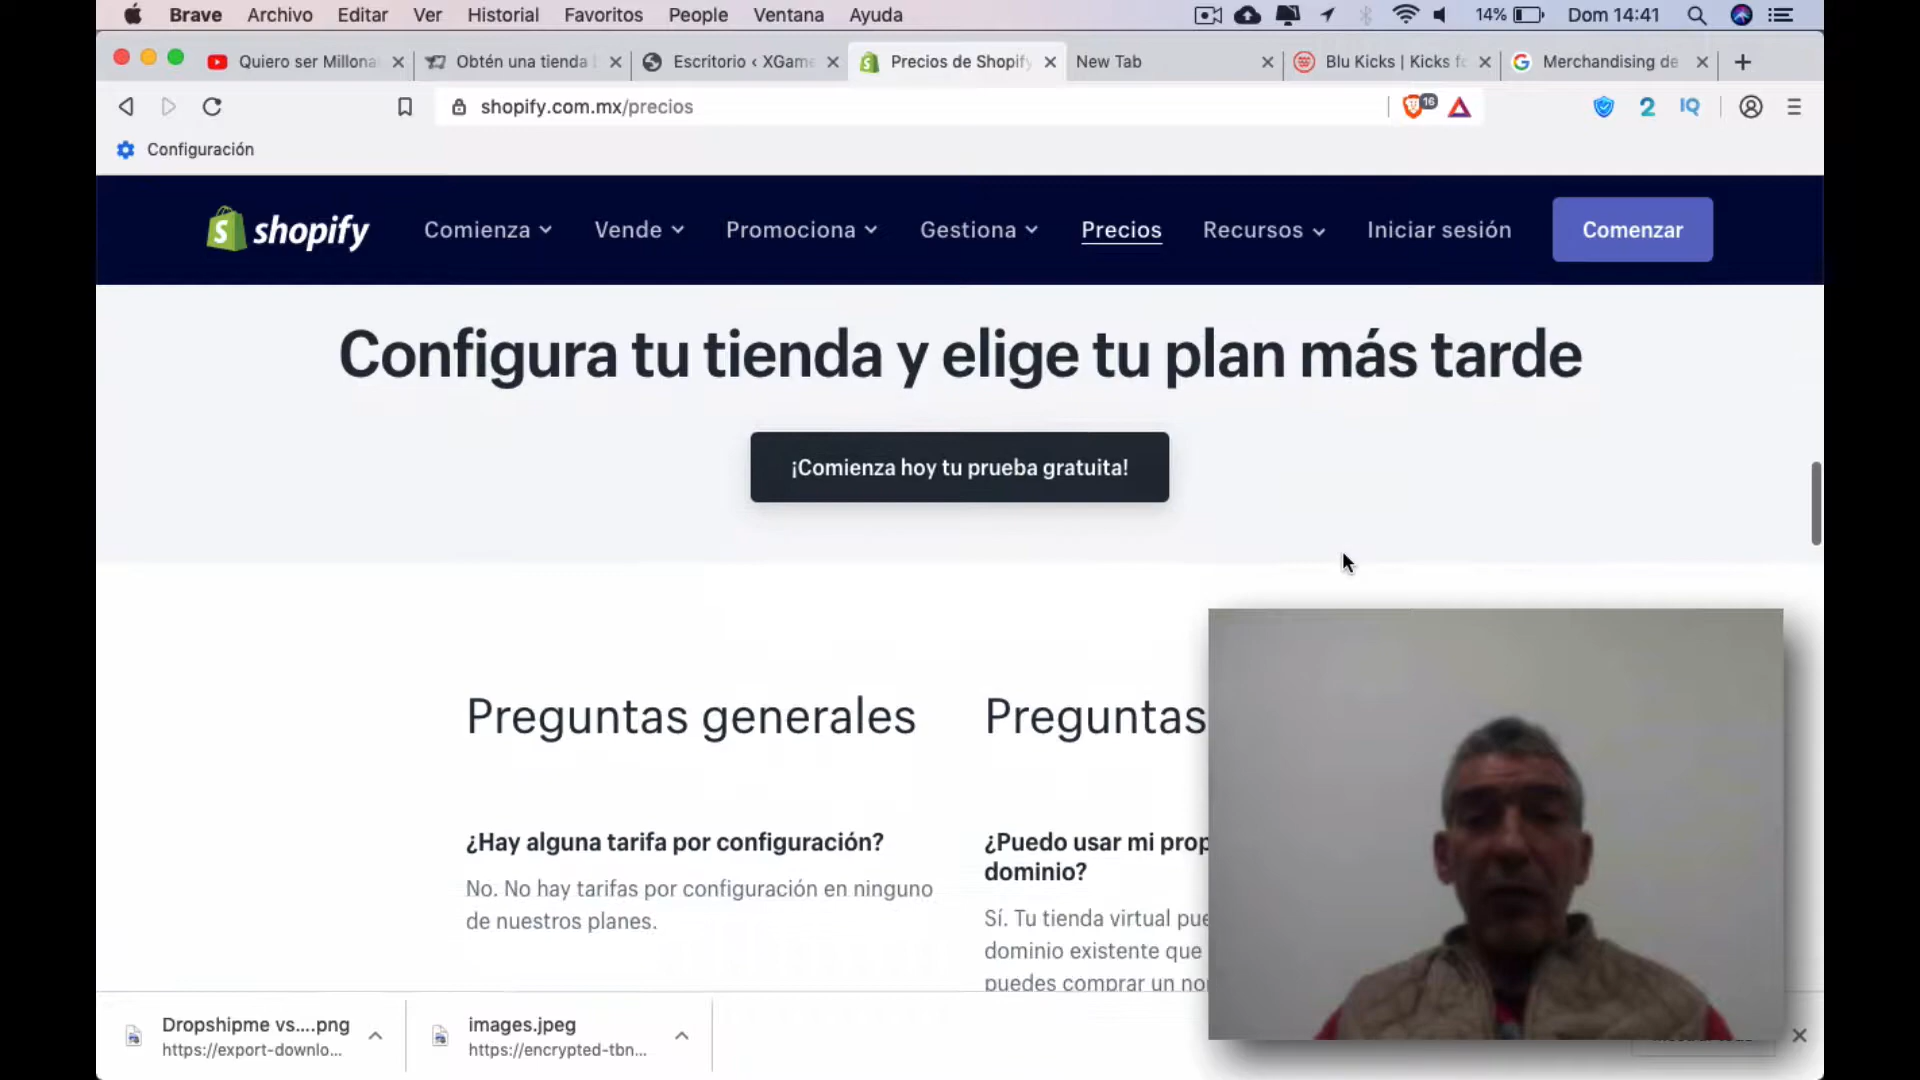 Brave Archivo Editar Ver Historial Favoritos People Ventana Ayuda 14% Dom 14:41
Quiero ser Millona Obtén una tienda Escritorio ‹ XGame Precios de Shopify New Tab Blu Kicks | Kicks fo Merchandising de
shopify.com.mx/precios 16 2 IQ
Configuración
shopify Comienza Vende Promociona Gestiona Precios Recursos Iniciar sesión Comenzar
Configura tu tienda y elige tu plan más tarde
¡Comienza hoy tu prueba gratuita!
Preguntas generales
¿Hay alguna tarifa por configuración?
No. No hay tarifas por configuración en ninguno
de nuestros planes.
Preguntas
¿Puedo usar mi prop
dominio?
Sí. Tu tienda virtual pue
dominio existente que
puedes comprar un no
Dropshipme vs....png
https://export-downlo...
images.jpeg
https://encrypted-tbn...